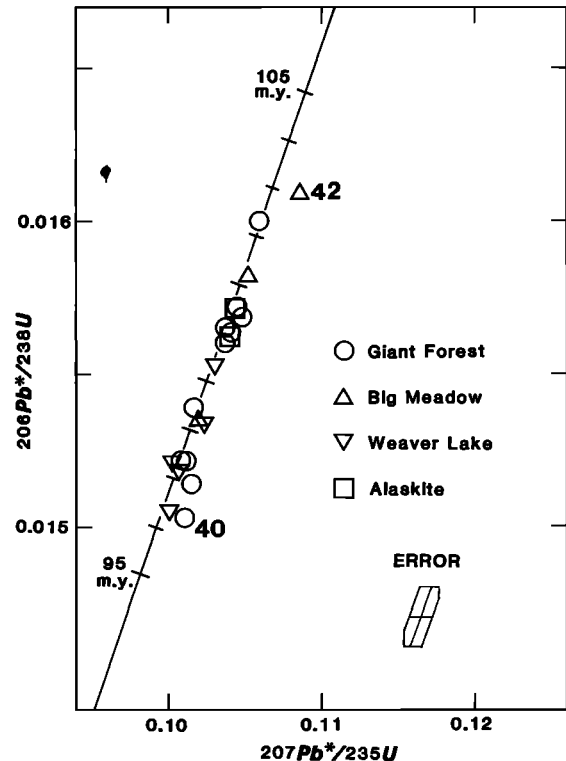 105
m.y.
42
0.016
206Pb*/238U
Giant Forest
Big Meadow
Weaver Lake
Alaskite
0.015
40
ERROR
95
m.y.
0.10
0.11
0.12
207Pb*/235U